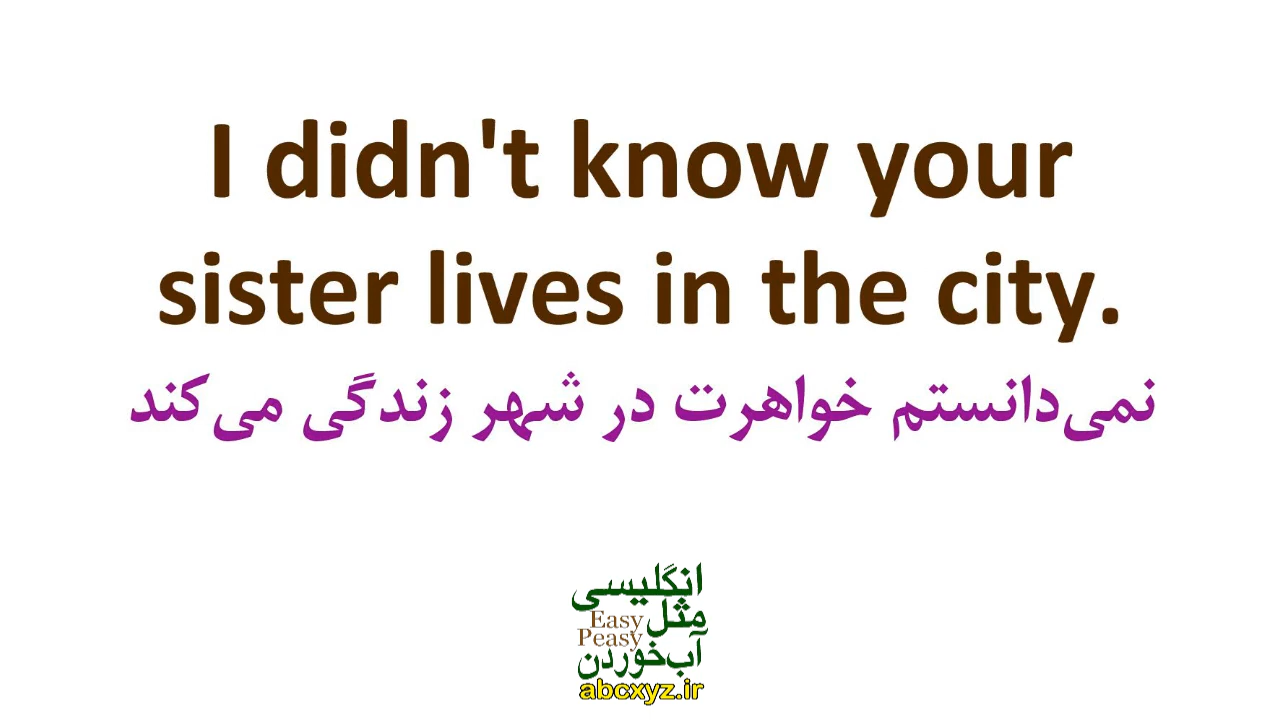 I didn't know your
sister lives in the city.
نمی‌دانستم خواهرت در شهر زندگی می‌کند
انگلیسی
مثل
Easy
Peasy
آب‌خوردن
abcxyz.ir